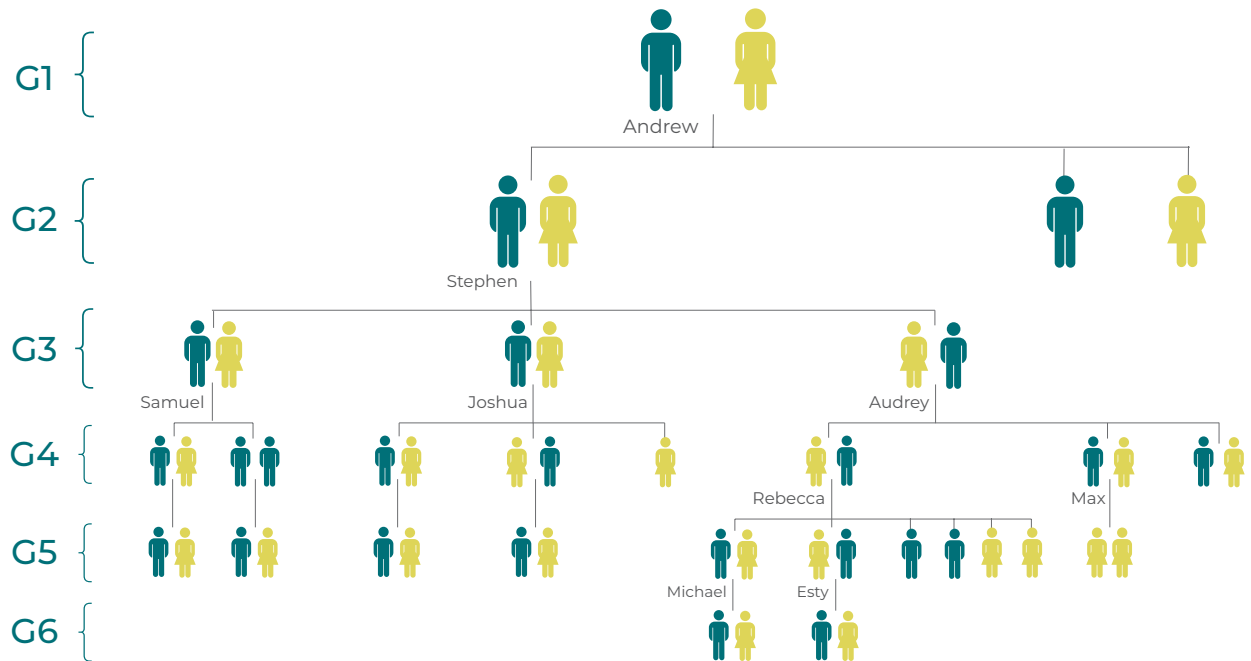 G1
Andrew
G2
Stephen
G3
Samuel
Joshua
Audrey
G4
Rebecca
Max
G5
Michael
Esty
G6